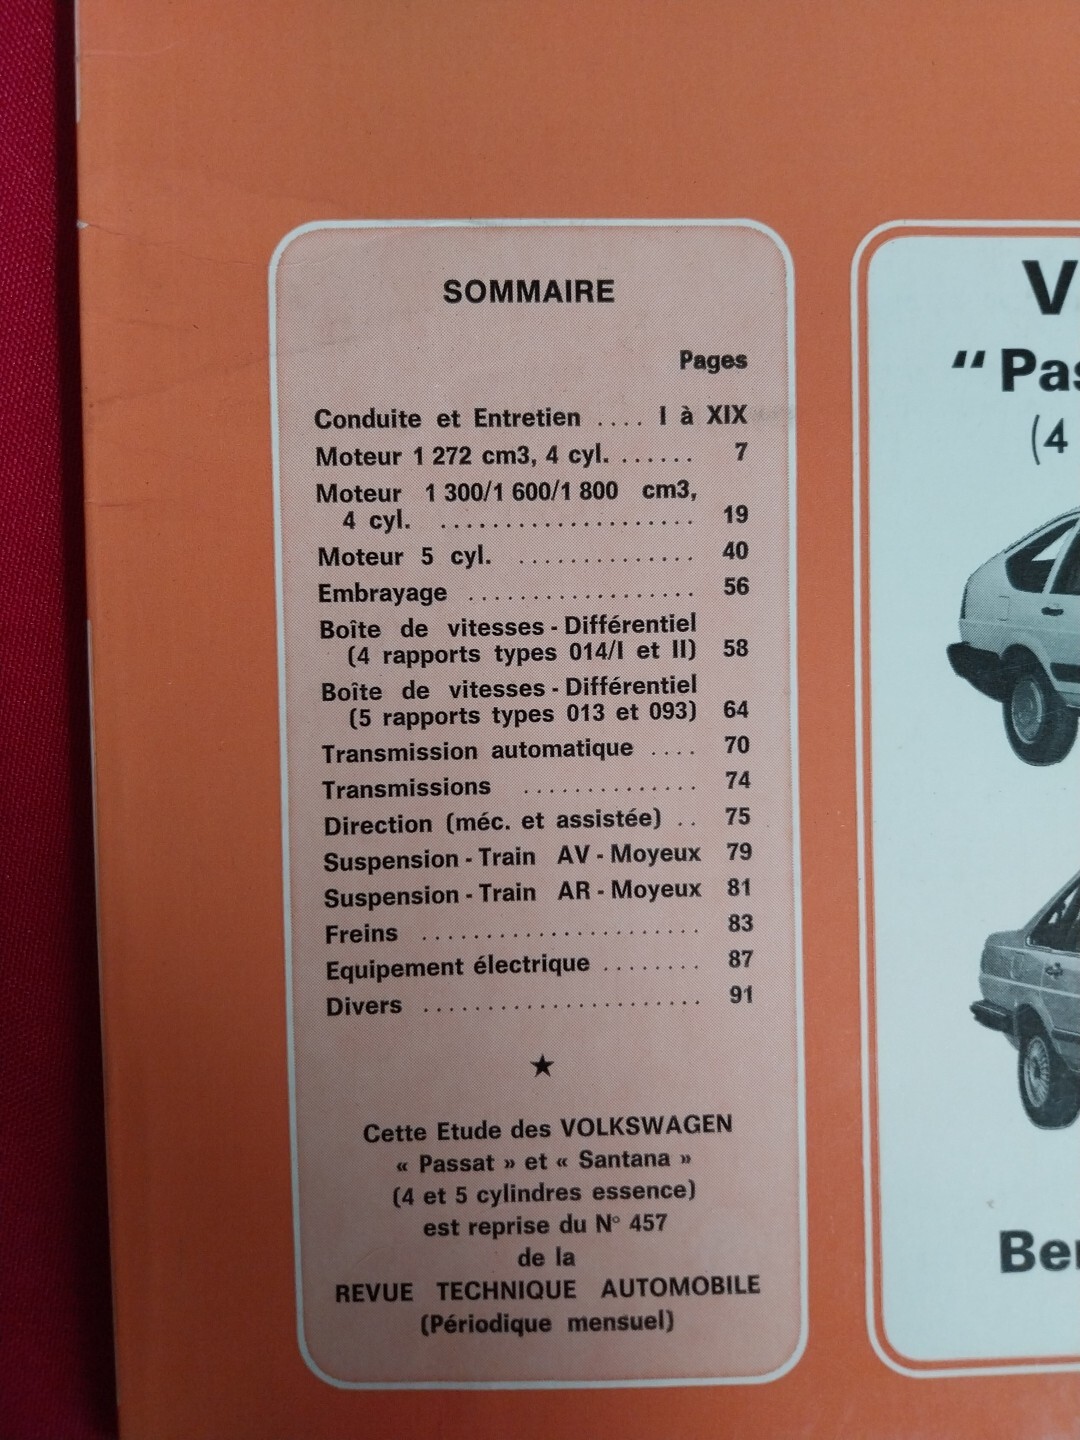 SOMMAIRE
Pages
Conduite et Entretien .... I à XIX
Moteur 1 272 cm3, 4 cyl. ...... 7
Moteur 1 300/1 600/1 800 cm3,
4 cyl. .................... 19
Moteur 5 cyl. .............. 40
Embrayage .................. 56
Boîte de vitesses - Différentiel
(4 rapports types 014/I et II) 58
Boîte de vitesses - Différentiel
(5 rapports types 013 et 093) 64
Transmission automatique .... 70
Transmissions .............. 74
Direction (méc. et assistée) .. 75
Suspension - Train AV - Moyeux 79
Suspension - Train AR - Moyeux 81
Freins ...................... 83
Equipement électrique ........ 87
Divers ...................... 91
★
Cette Etude des VOLKSWAGEN
« Passat » et « Santana »
(4 et 5 cylindres essence)
est reprise du N° 457
de la
REVUE TECHNIQUE AUTOMOBILE
(Périodique mensuel)
"Pas
(4
Ber